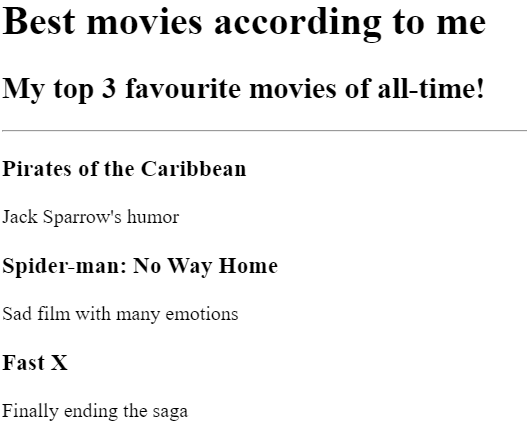 Best movies according to me
My top 3 favourite movies of all-time!
Pirates of the Caribbean
Jack Sparrow's humor
Spider-man: No Way Home
Sad film with many emotions
Fast X
Finally ending the saga